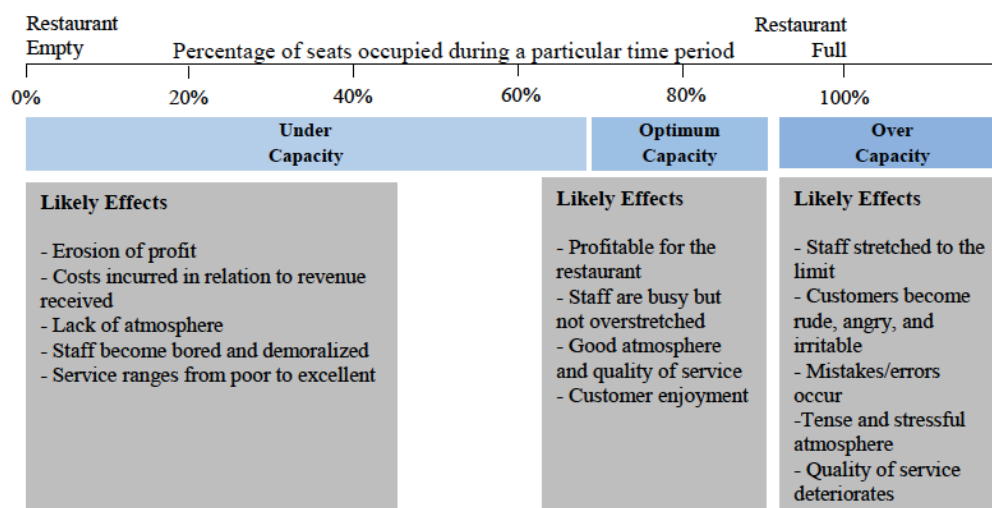 Restaurant
Empty
Percentage of seats occupied during a particular time period
Restaurant
Full
0%
20%
40%
60%
80%
100%
Under
Capacity
Optimum
Capacity
Over
Capacity
Likely Effects
- Erosion of profit
- Costs incurred in relation to revenue
received
- Lack of atmosphere
- Staff become bored and demoralized
- Service ranges from poor to excellent
Likely Effects
- Profitable for the
restaurant
- Staff are busy but
not overstretched
- Good atmosphere
and quality of service
- Customer enjoyment
Likely Effects
- Staff stretched to the
limit
- Customers become
rude, angry, and
irritable
- Mistakes/errors
occur
-Tense and stressful
atmosphere
- Quality of service
deteriorates